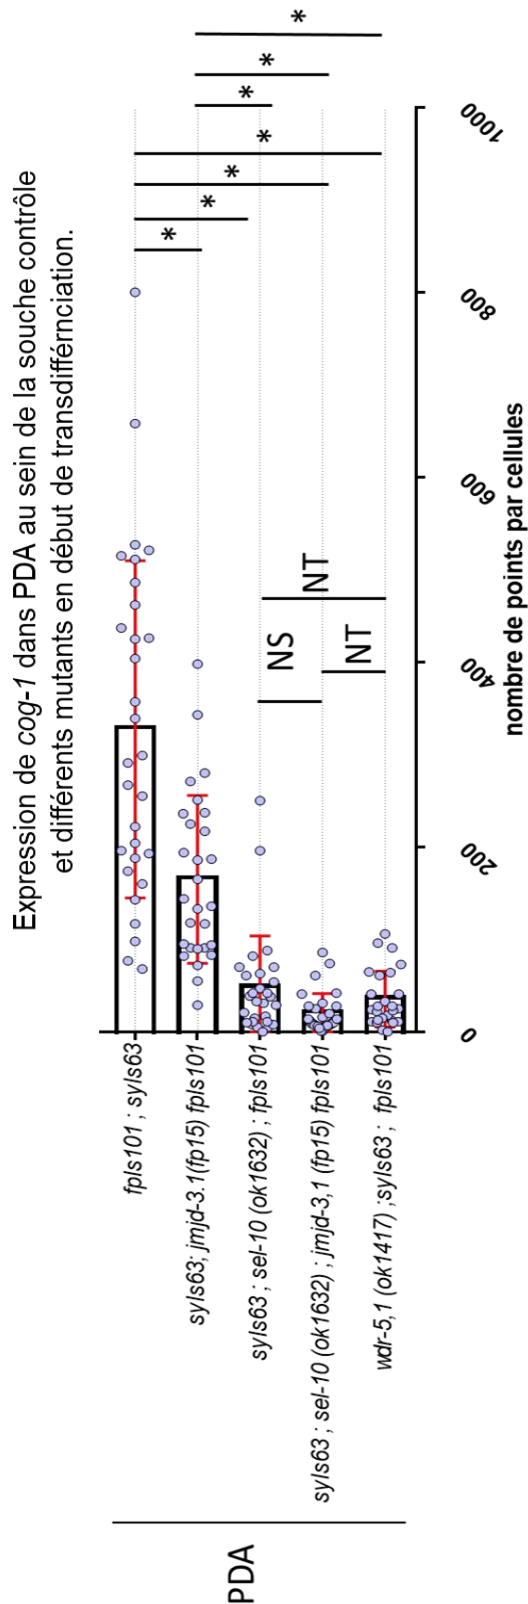 Expression de cog-1 dans PDA au sein de la souche contrôle
et différents mutants en début de transdifférnciation.
*
*
*
*
*
*
*
NS
NT
NT
fpIs101 ; syIs63
syIs63; jmjd-3.1(fp15) fpIs101
syIs63 ; sel-10 (ok1632) ; fpIs101
syIs63 ; sel-10 (ok1632) ; jmjd-3,1 (fp15) fpIs101
wdr-5,1 (ok1417) ;syIs63 ; fpIs101
PDA
0
200
400
600
800
1000
nombre de points par cellules